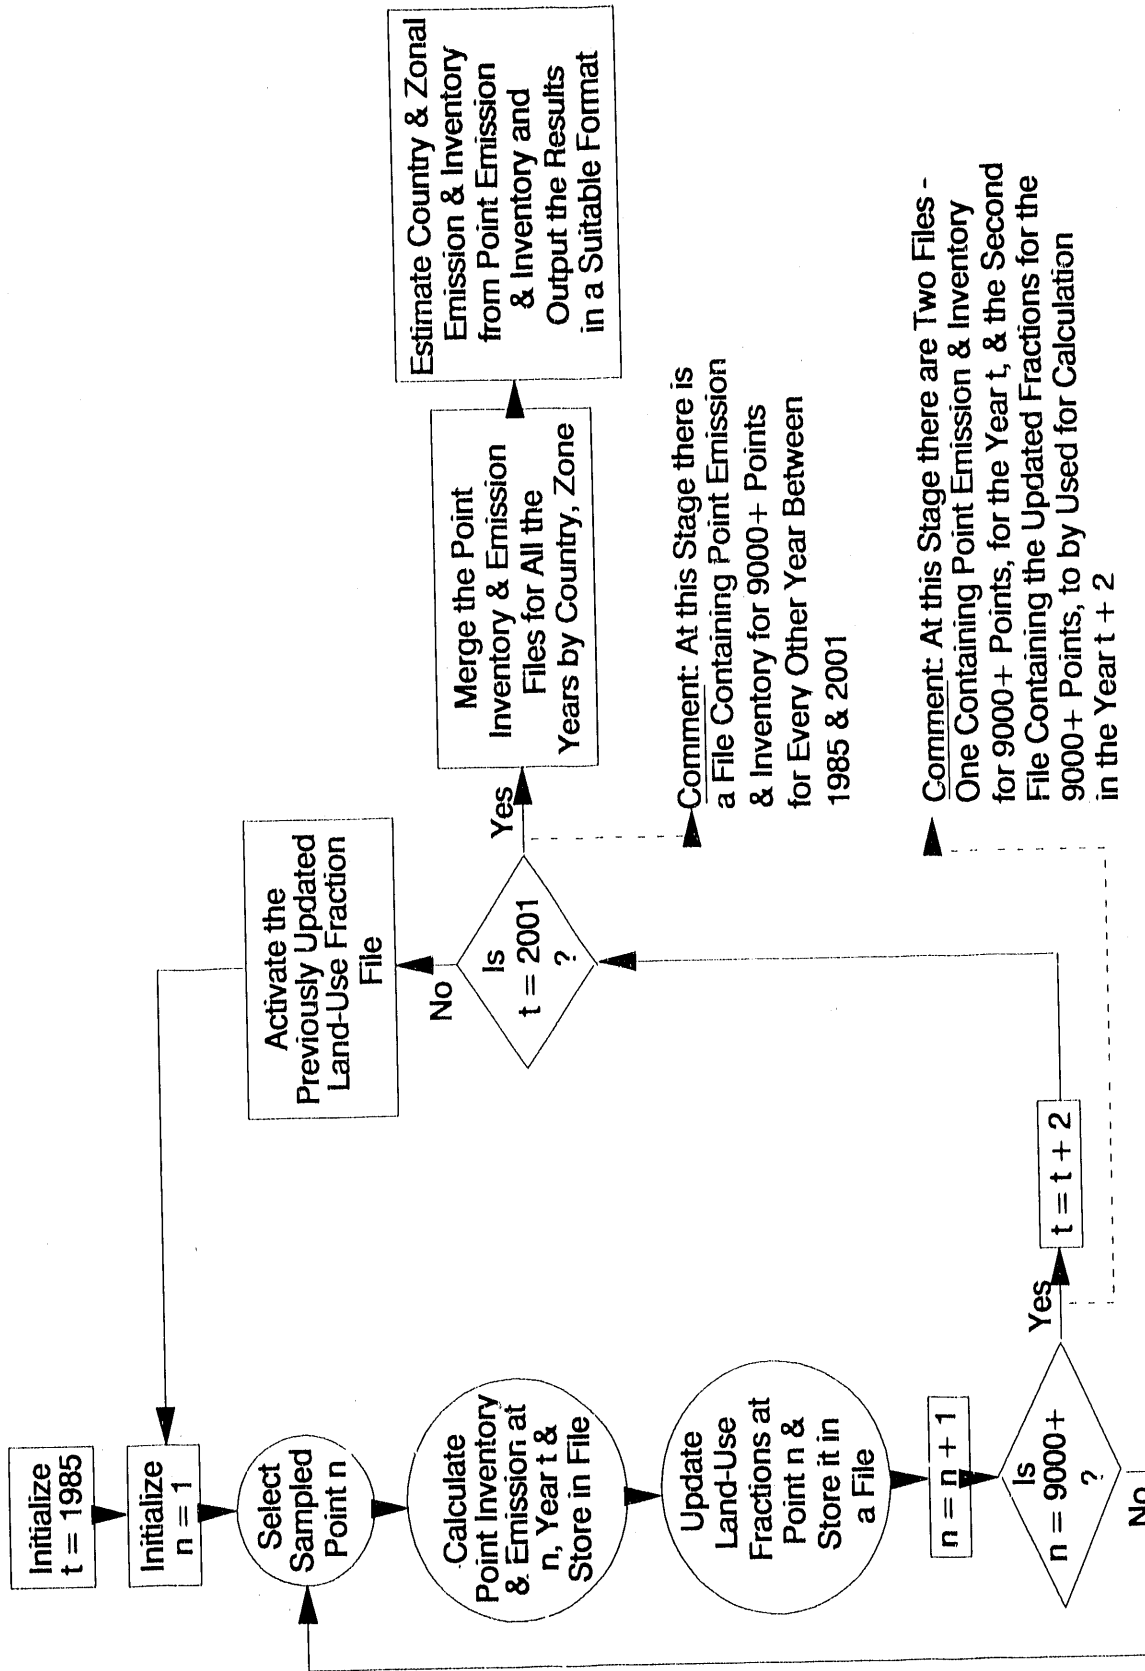 Initialize
t = 1985
Initialize
n = 1
Select
Sampled
Point n
Calculate
Point Inventory
& Emission at
n, Year t &
Store in File
Update
Land-Use
Fractions at
Point n &
Store it in
a File
n = n + 1
Is
n = 9000+
?
No
Yes
t = t + 2
Activate the
Previously Updated
Land-Use Fraction
File
No
Is
t = 2001
?
Yes
Merge the Point
Inventory & Emission
Files for All the
Years by Country, Zone
Estimate Country & Zonal
Emission & Inventory
from Point Emission
& Inventory and
Output the Results
in a Suitable Format
Comment: At this Stage there is
a File Containing Point Emission
& Inventory for 9000+ Points
for Every Other Year Between
1985 & 2001
Comment: At this Stage there are Two Files -
One Containing Point Emission & Inventory
for 9000+ Points, for the Year t, & the Second
File Containing the Updated Fractions for the
9000+ Points, to by Used for Calculation
in the Year t + 2